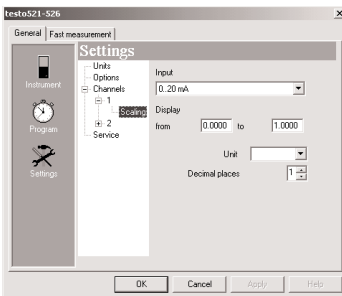 testo521-526
General Fast measurement
Settings
Instrument
Program
Settings
Units
Options
Channels
1
Scaling
2
Service
Input
0..20 mA
Display
from 0.0000 to 1.0000
Unit
Decimal places 1
OK Cancel Apply Help